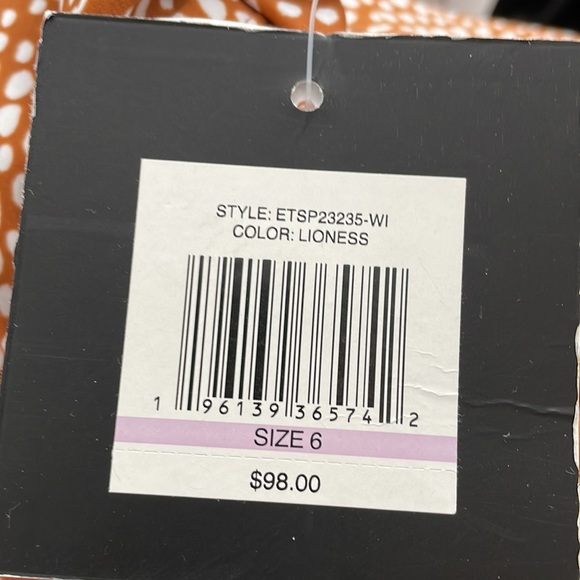 STYLE: ETSP23235-WI
COLOR: LIONESS
1 96139 36574 2
SIZE 6
$98.00